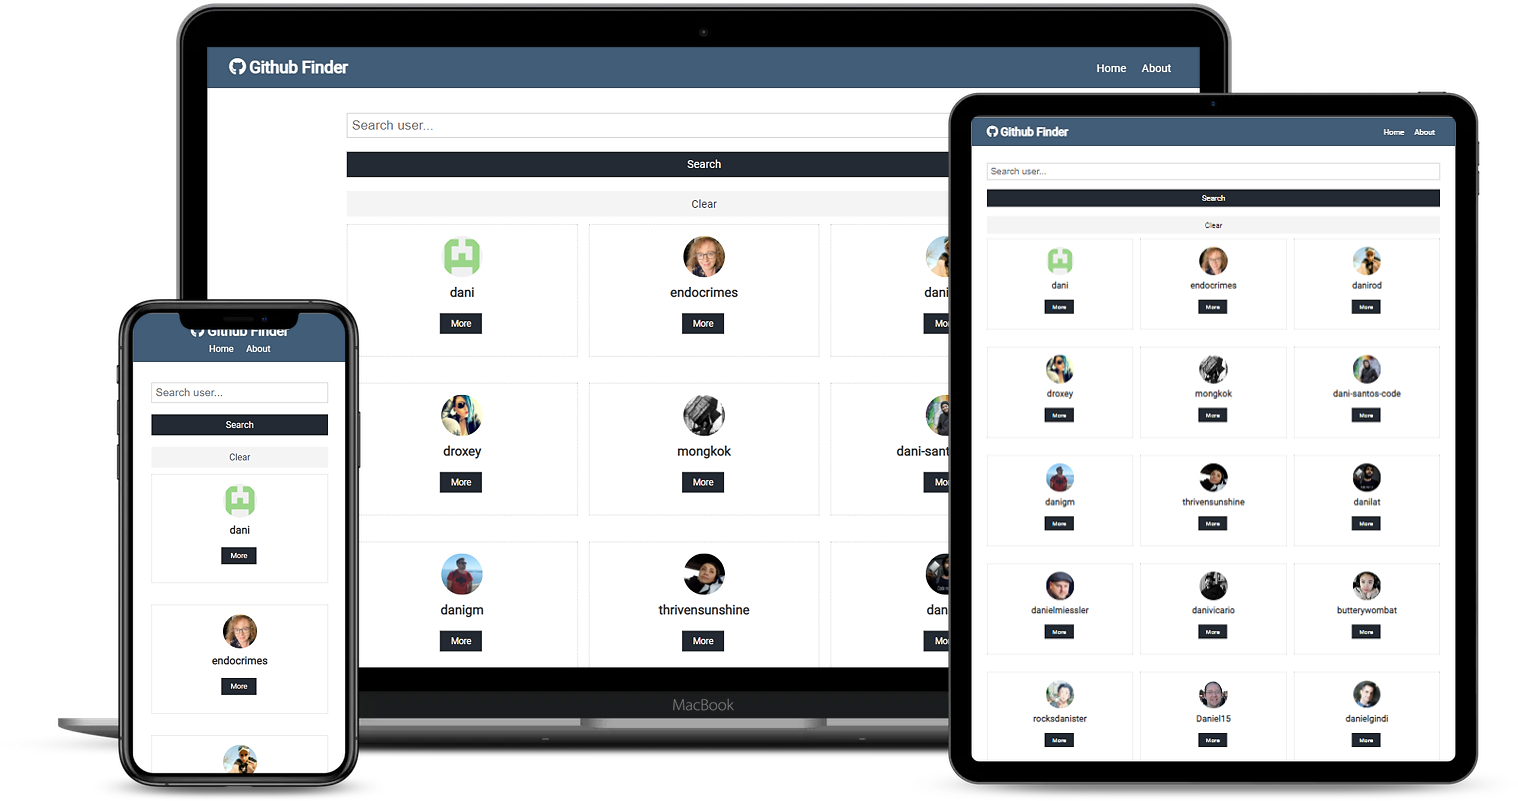 Github Finder
Home About
Search user...
Search
Clear
dani endocrimes dani
More More Mo
droxey mongkok dani-sant
More More Mo
danigm thrivensunshine dan
More More Mo
MacBook
Github Finder
Home About
Search user...
Search
Clear
dani
More
endocrimes
More
Github Finder
Home About
Search user...
Search
Clear
dani endocrimes danirod
More More More
droxey mongkok dani-santos-code
More More More
danigm thrivensunshine danilat
More More More
danielmiessler danivicario butterywombat
More More More
rocksdanister Daniel15 danielgindi
More More More